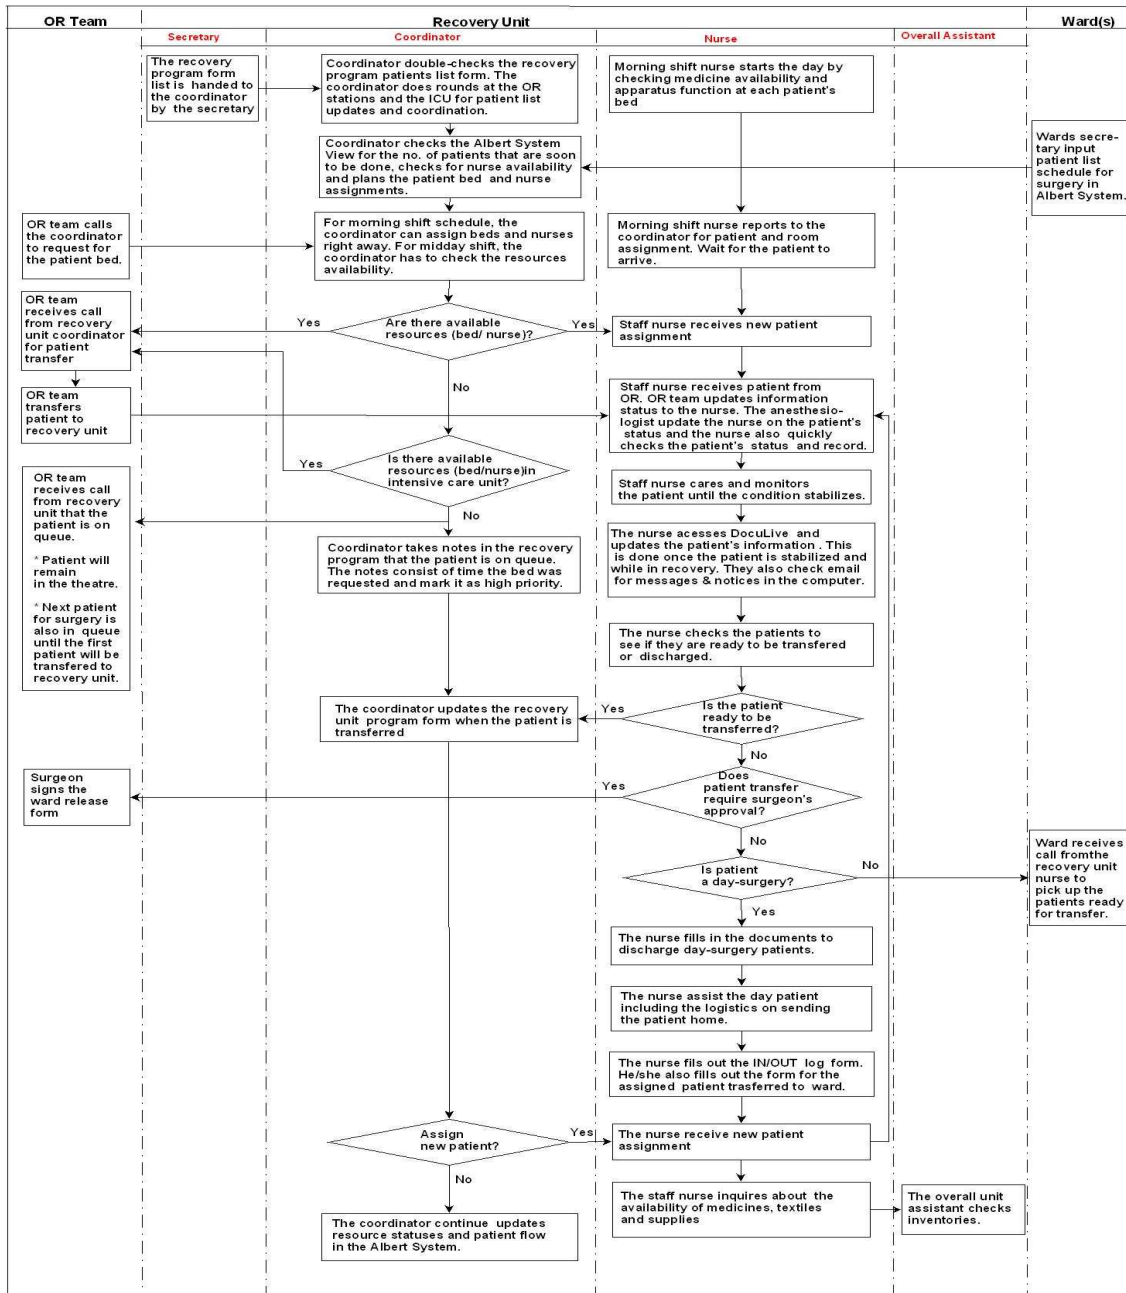 OR Team
Recovery Unit
Ward(s)
Secretary
Coordinator
Nurse
Overall Assistant
The recovery
program form
list is handed to
the coordinator
by the secretary
Coordinator double-checks the recovery
program patients list form. The
coordinator does rounds at the OR
stations and the ICU for patient list
updates and coordination.
Morning shift nurse starts the day by
checking medicine availability and
apparatus function at each patient's
bed
Coordinator checks the Albert System
View for the no. of patients that are soon
to be done, checks for nurse availability
and plans the patient bed and nurse
assignments.
Wards secre-
tary input
patient list
schedule for
surgery in
Albert System.
OR team calls
the coordinator
to request for
the patient bed.
For morning shift schedule, the
coordinator can assign beds and nurses
right away. For midday shift, the
coordinator has to check the resources
availability.
Morning shift nurse reports to the
coordinator for patient and room
assignment. Wait for the patient to
arrive.
OR team
receives call
from recovery
unit coordinator
for patient
transfer
Yes
Are there available
resources (bed/ nurse)?
Yes
Staff nurse receives new patient
assignment
No
OR team
transfers
patient to
recovery unit
Staff nurse receives patient from
OR. OR team updates information
status to the nurse. The anesthesio-
logist update the nurse on the patient's
status and the nurse also quickly
checks the patient's status and record.
Yes
Is there available
resources (bed/nurse)in
intensive care unit?
No
OR team
receives call
from recovery
unit that the
patient is on
queue.
* Patient will
remain
in the theatre.
* Next patient
for surgery is
also in queue
until the first
patient will be
transfered to
recovery unit.
Staff nurse cares and monitors
the patient until the condition stabilizes.
Coordinator takes notes in the recovery
program that the patient is on queue.
The notes consist of time the bed was
requested and mark it as high priority.
The nurse acesses DocuLive and
updates the patient's information . This
is done once the patient is stabilized and
while in recovery. They also check email
for messages & notices in the computer.
The nurse checks the patients to
see if they are ready to be transfered
or discharged.
The coordinator updates the recovery
unit program form when the patient is
transferred
Yes
Is the patient
ready to be
transferred?
No
Surgeon
signs the
ward release
form
Yes
Does
patient transfer
require surgeon's
approval?
No
Is patient
a day-surgery?
No
Ward receives
call fromthe
recovery unit
nurse to
pick up the
patients ready
for transfer.
Yes
The nurse fills in the documents to
discharge day-surgery patients.
The nurse assist the day patient
including the logistics on sending
the patient home.
The nurse fils out the IN/OUT log form.
He/she also fills out the form for the
assigned patient trasferred to ward.
Assign
new patient?
Yes
The nurse receive new patient
assignment
No
The coordinator continue updates
resource statuses and patient flow
in the Albert System.
The staff nurse inquires about the
availability of medicines, textiles
and supplies
The overall unit
assistant checks
inventories.